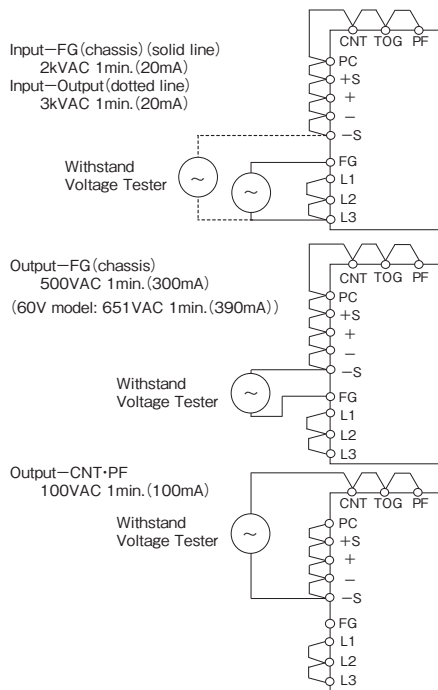 Input–FG(chassis)(solid line)
2kVAC 1min.(20mA)
Input–Output(dotted line)
3kVAC 1min.(20mA)
Withstand
Voltage Tester
~
~
CNT TOG PF
PC
+S
+
−
−S
FG
L1
L2
L3
Output–FG(chassis)
500VAC 1min.(300mA)
(60V model: 651VAC 1min.(390mA))
Withstand
Voltage Tester
~
CNT TOG PF
PC
+S
+
−
−S
FG
L1
L2
L3
Output–CNT･PF
100VAC 1min.(100mA)
Withstand
Voltage Tester
~
CNT TOG PF
PC
+S
+
−
−S
FG
L1
L2
L3